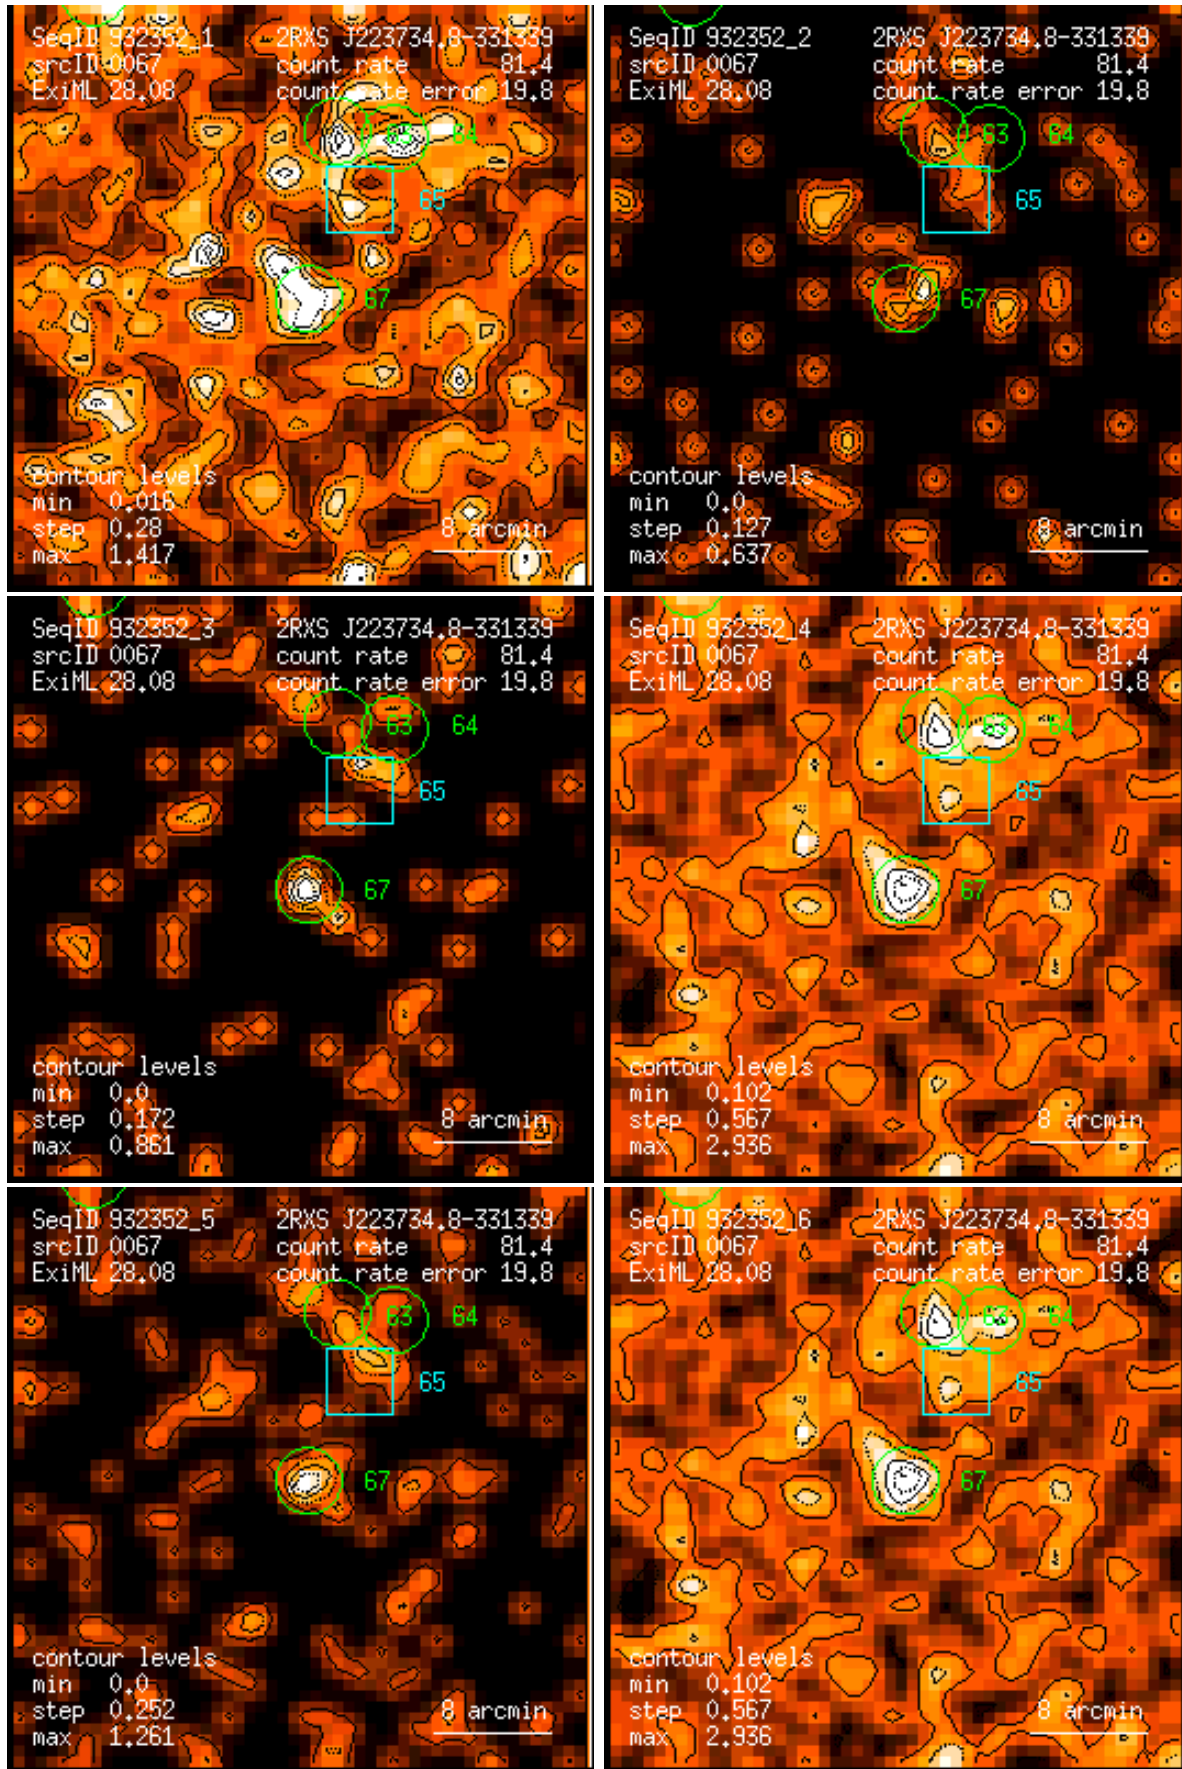 SeqID 932352_1 2RXS J223734.8-331339
srcID 0067 count rate 81.4
ExiML 28.08 count rate error 19.8
63 64
65
67
contour levels
min 0.016
step 0.28 8 arcmin
max 1.417
SeqID 932352_2 2RXS J223734.8-331339
srcID 0067 count rate 81.4
ExiML 28.08 count rate error 19.8
63 64
65
67
contour levels
min 0.0
step 0.127 8 arcmin
max 0.637
SeqID 932352_3 2RXS J223734.8-331339
srcID 0067 count rate 81.4
ExiML 28.08 count rate error 19.8
63 64
65
67
contour levels
min 0.0
step 0.172 8 arcmin
max 0.861
SeqID 932352_4 2RXS J223734.8-331339
srcID 0067 count rate 81.4
ExiML 28.08 count rate error 19.8
63 64
65
67
contour levels
min 0.102
step 0.567 8 arcmin
max 2.936
SeqID 932352_5 2RXS J223734.8-331339
srcID 0067 count rate 81.4
ExiML 28.08 count rate error 19.8
63 64
65
67
contour levels
min 0.0
step 0.252 8 arcmin
max 1.261
SeqID 932352_6 2RXS J223734.8-331339
srcID 0067 count rate 81.4
ExiML 28.08 count rate error 19.8
63 64
65
67
contour levels
min 0.102
step 0.567 8 arcmin
max 2.936